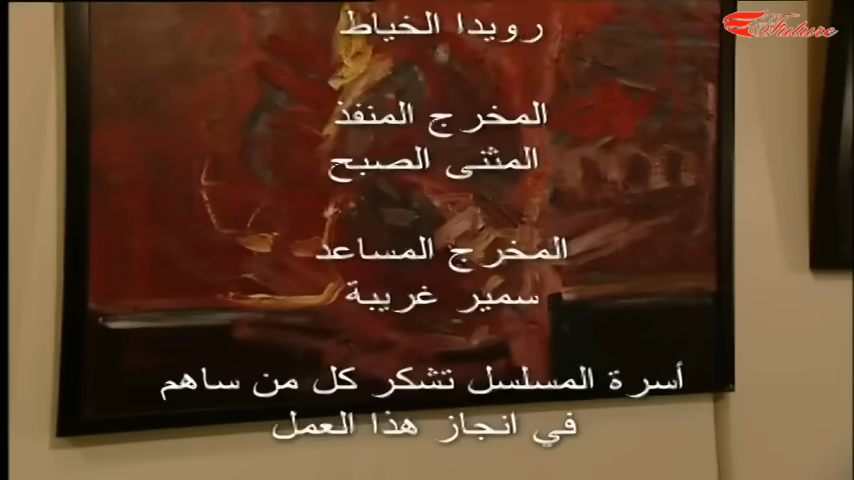 Future
رويدا الخياط
المخرج المنفذ
المثنى الصبح
المخرج المساعد
سمير غريبة
أسرة المسلسل تشكر كل من ساهم
في انجاز هذا العمل